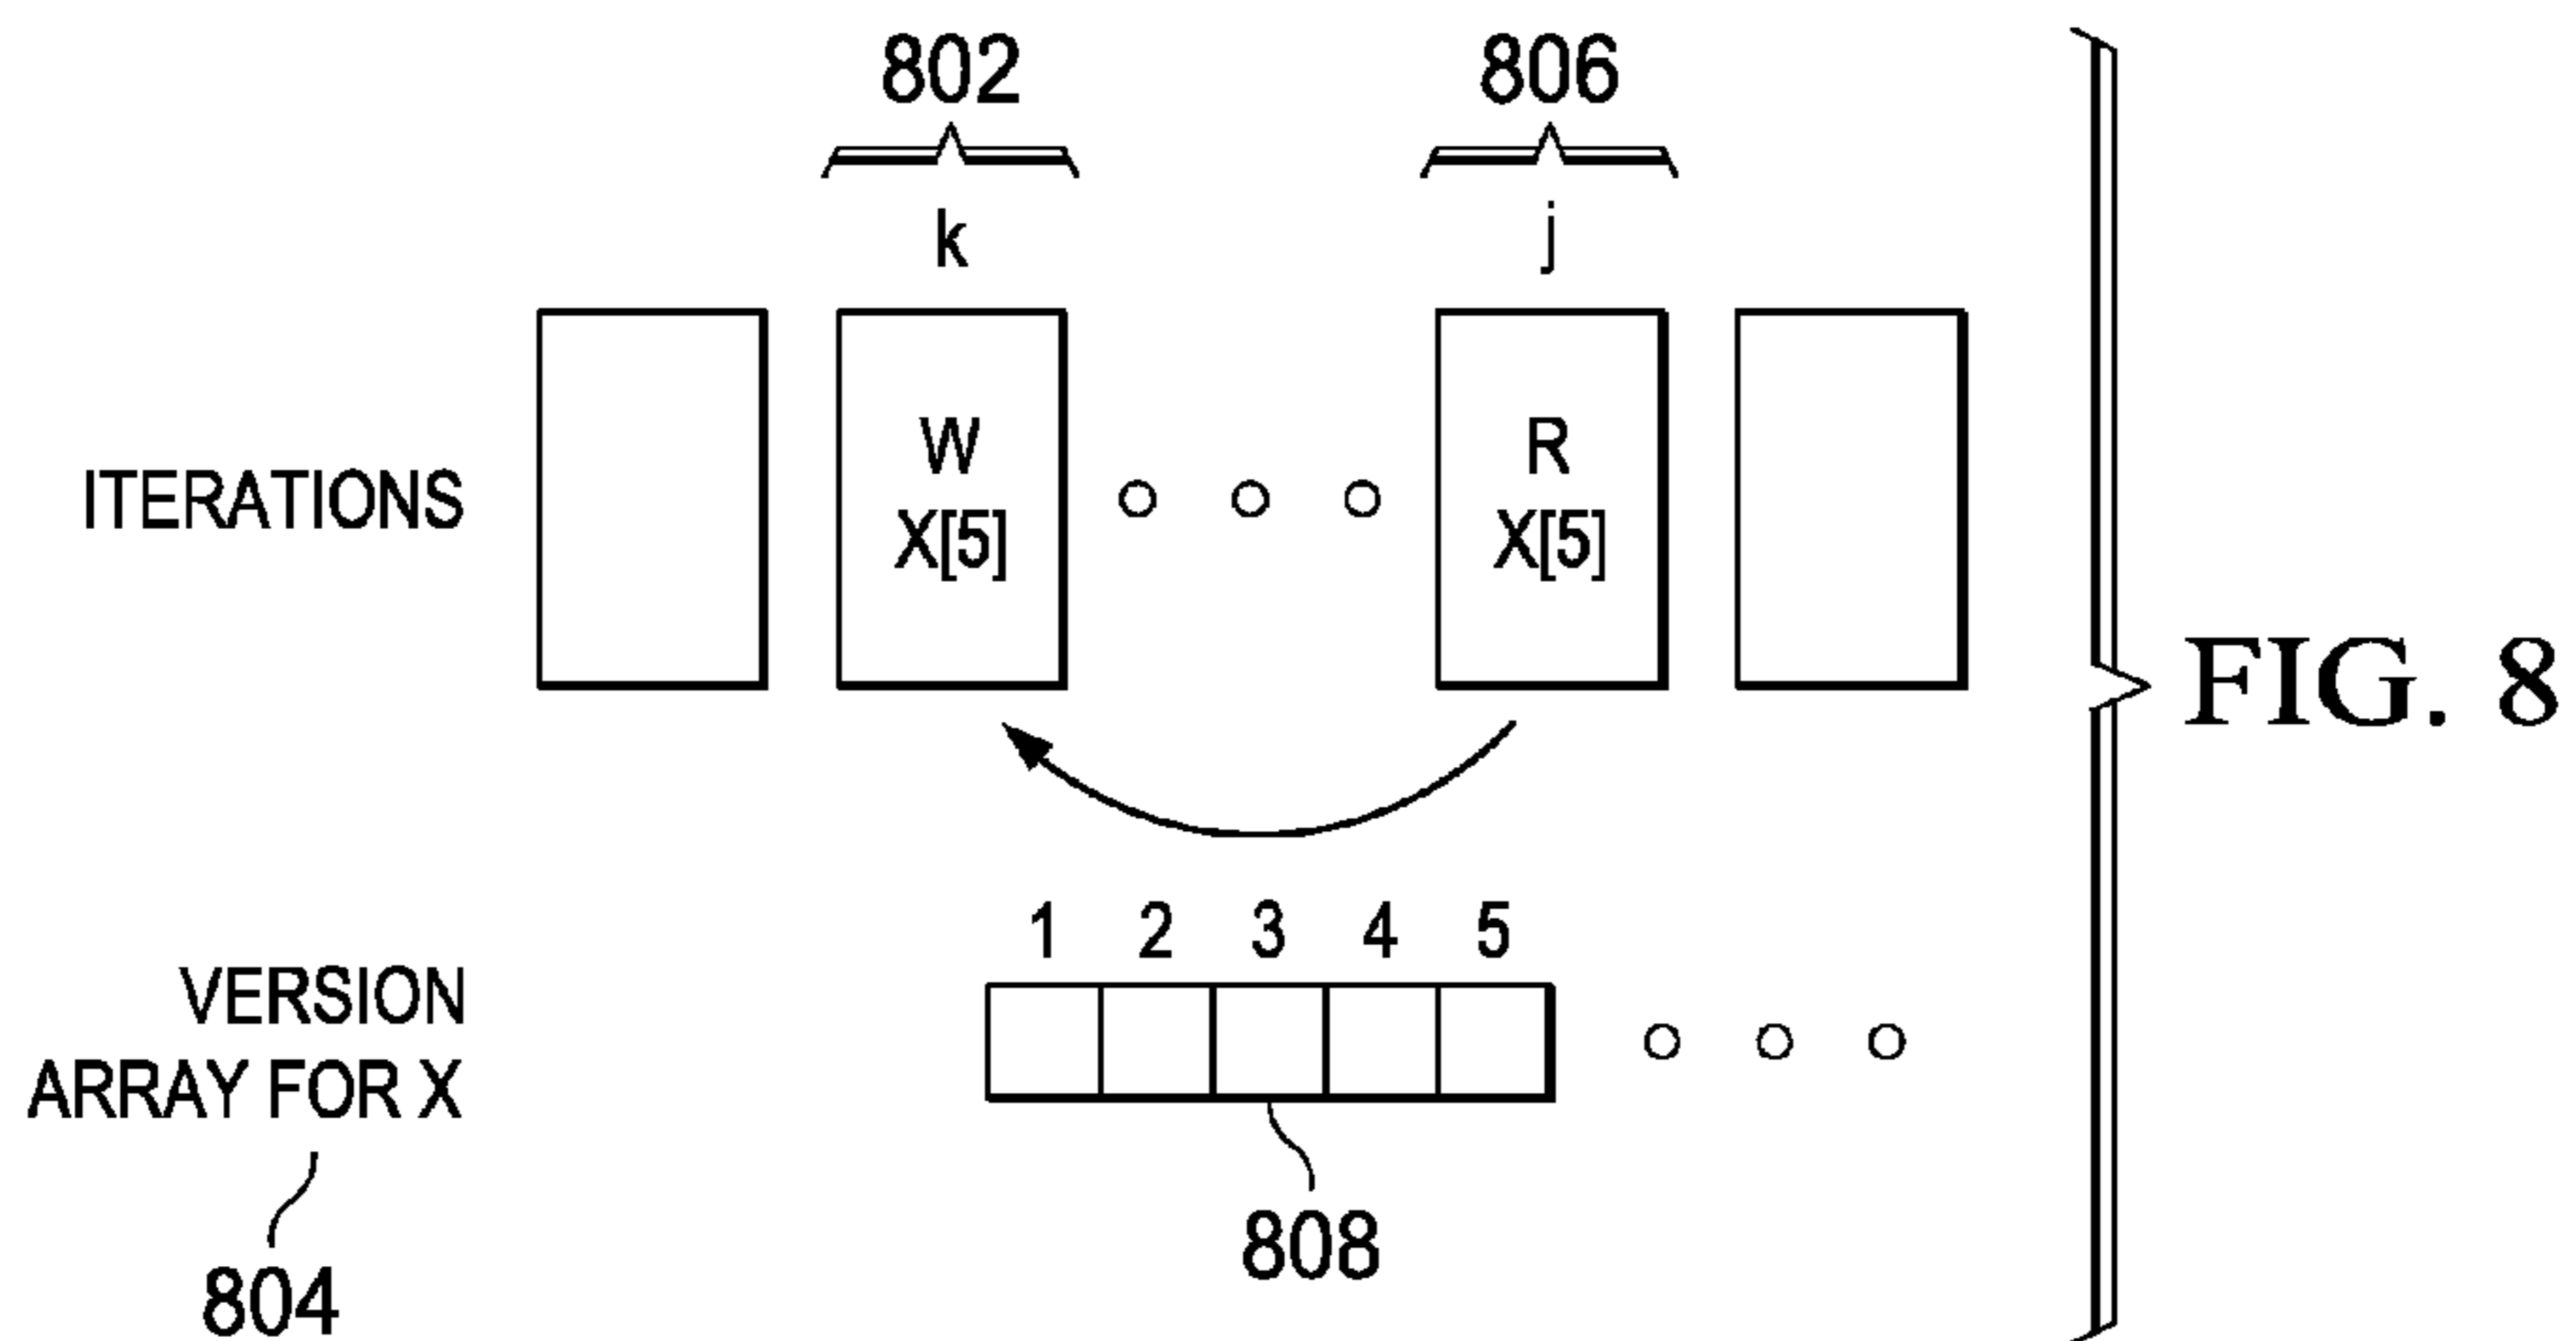 802 806
k j
W R
ITERATIONS X[5] X[5]
FIG. 8
1 2 3 4 5
VERSION
ARRAY FOR X
808
804